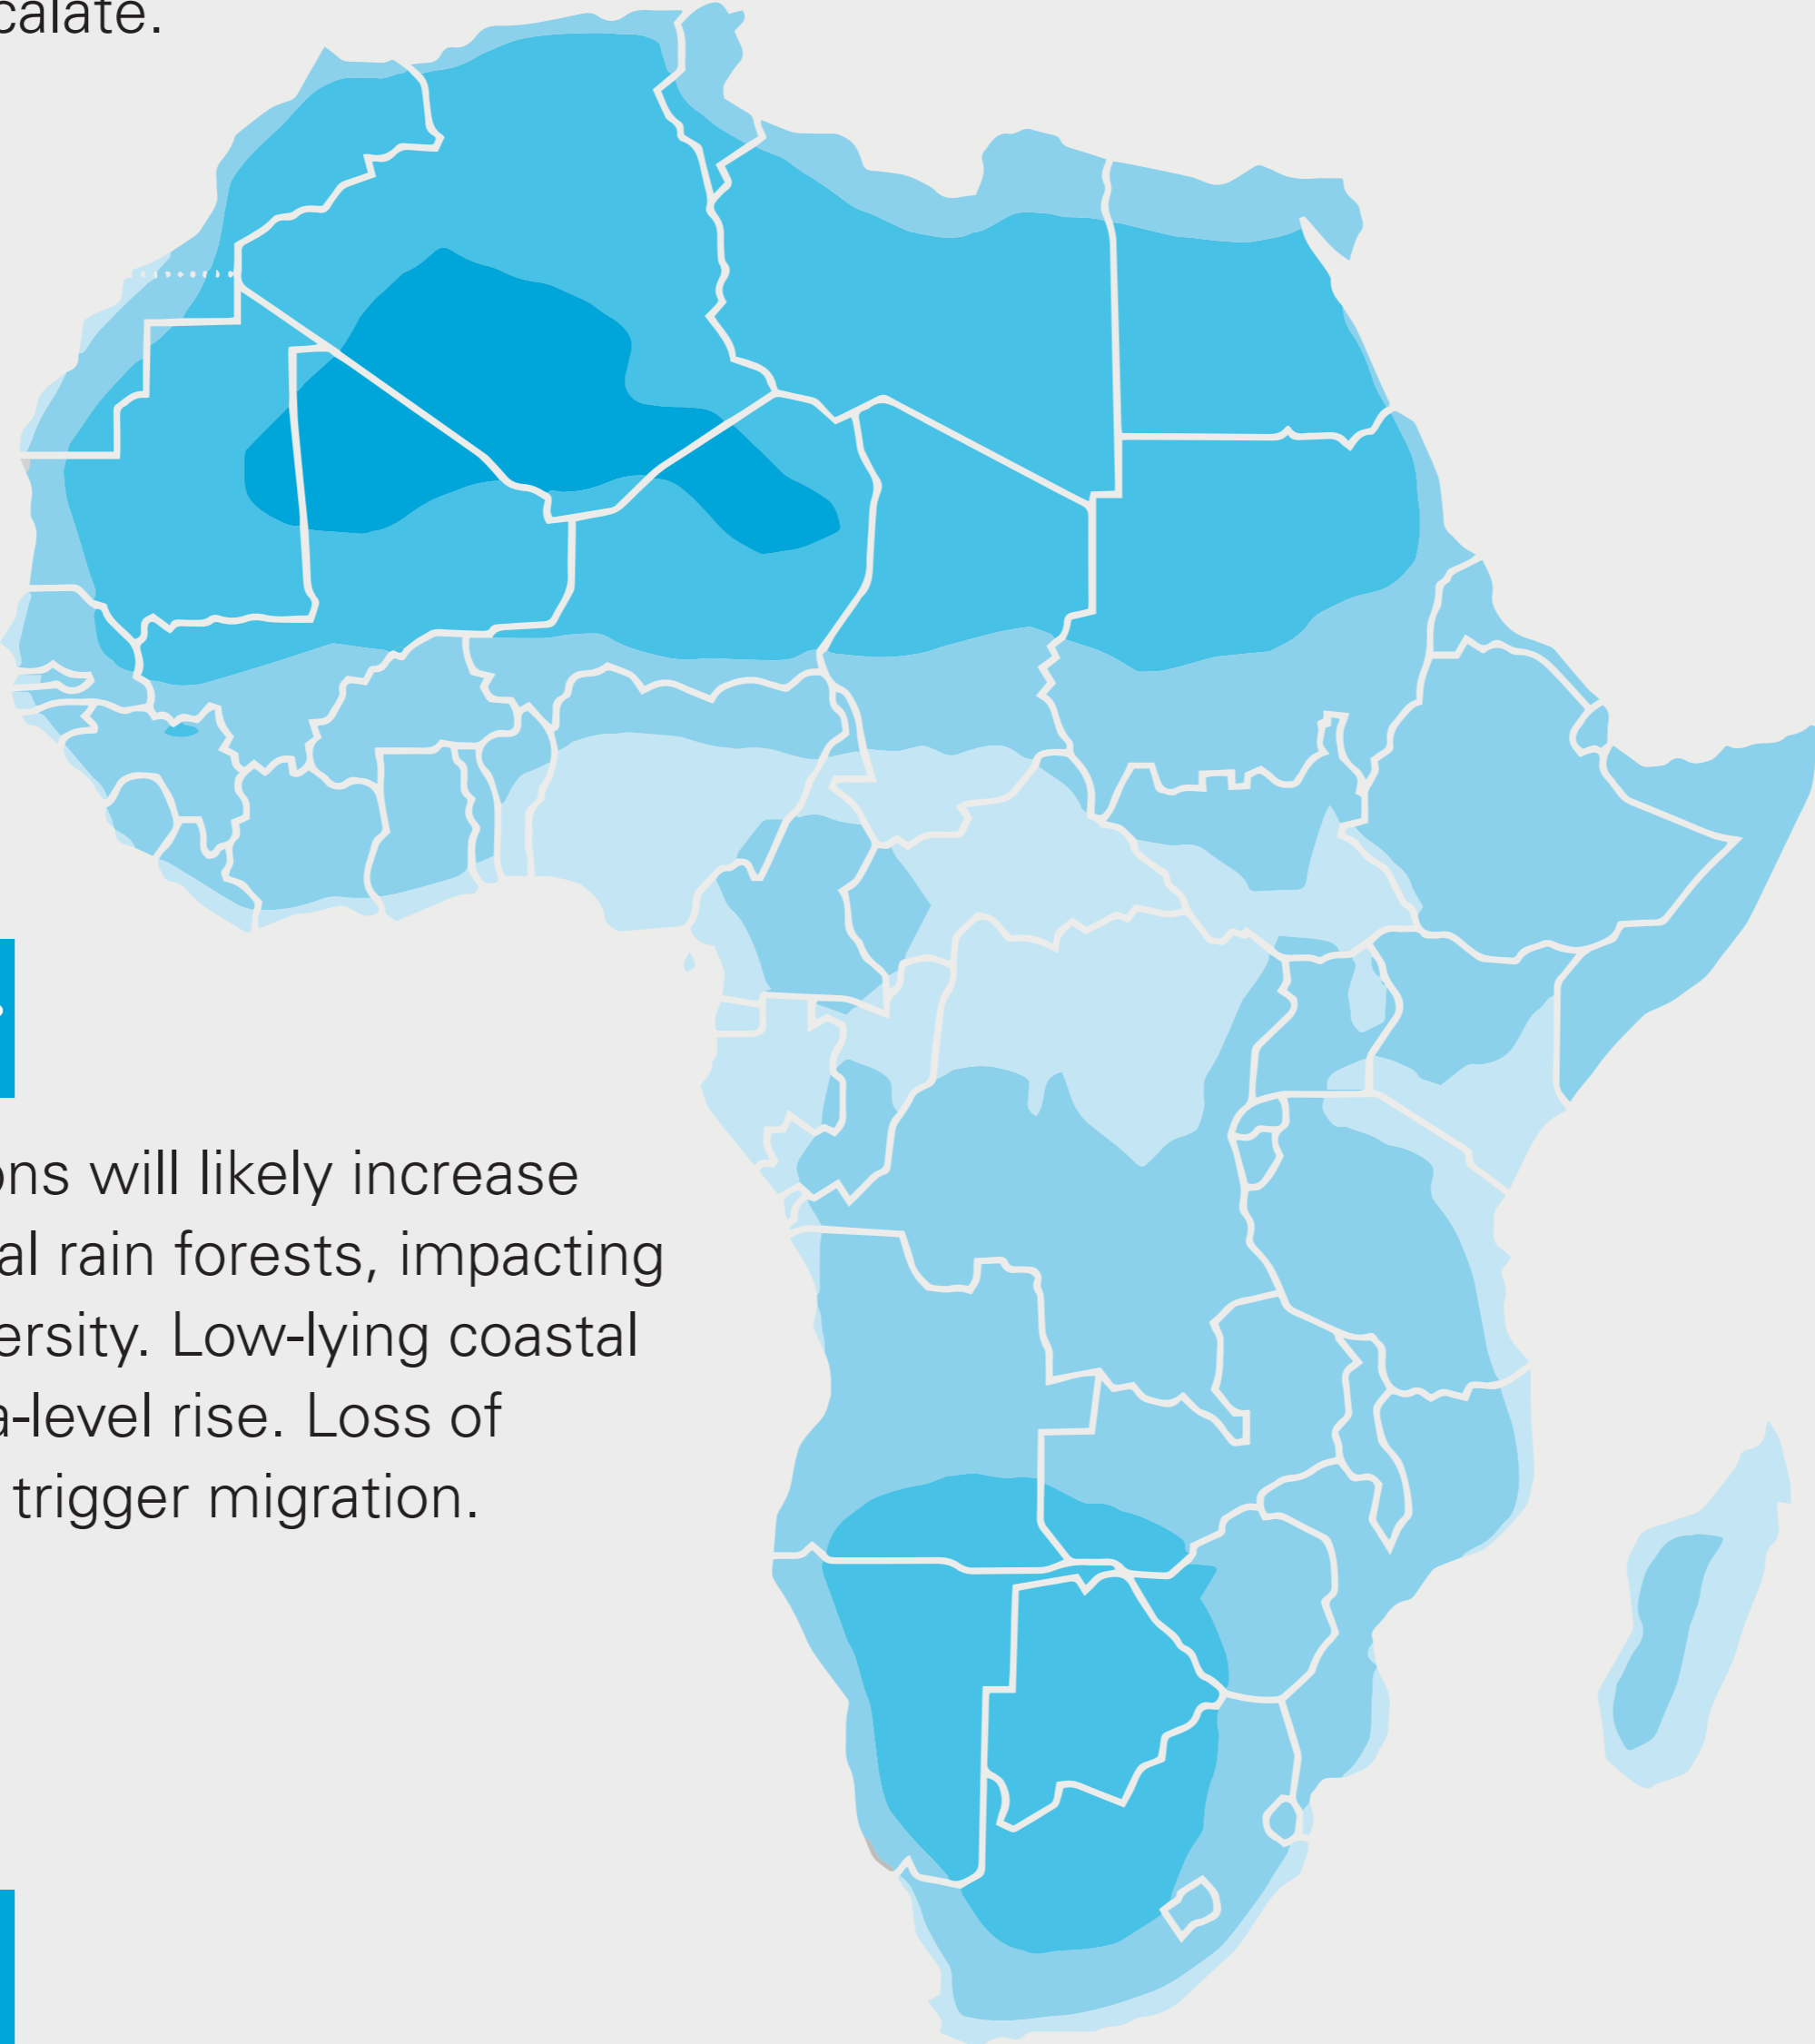 calate.
ons will likely increase
al rain forests, impacting
ersity. Low-lying coastal
a-level rise. Loss of
trigger migration.